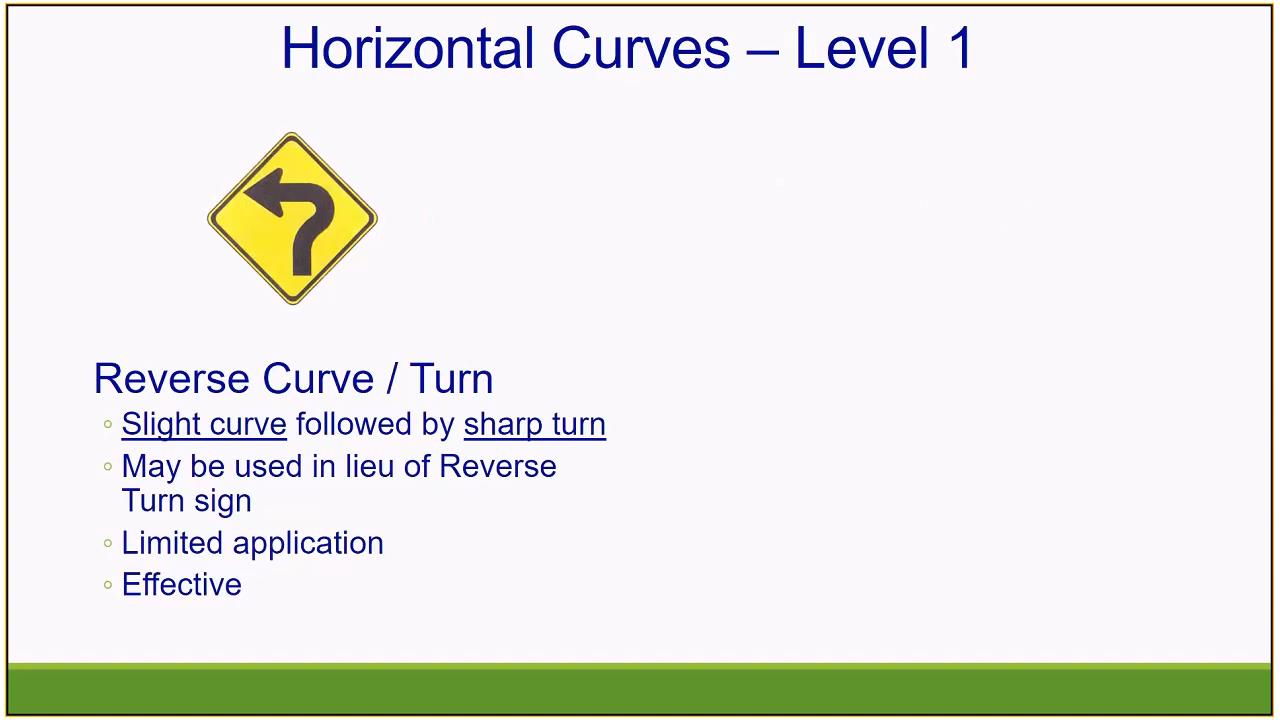 Horizontal Curves – Level 1
Reverse Curve / Turn
◦ Slight curve followed by sharp turn
◦ May be used in lieu of Reverse
Turn sign
◦ Limited application
◦ Effective